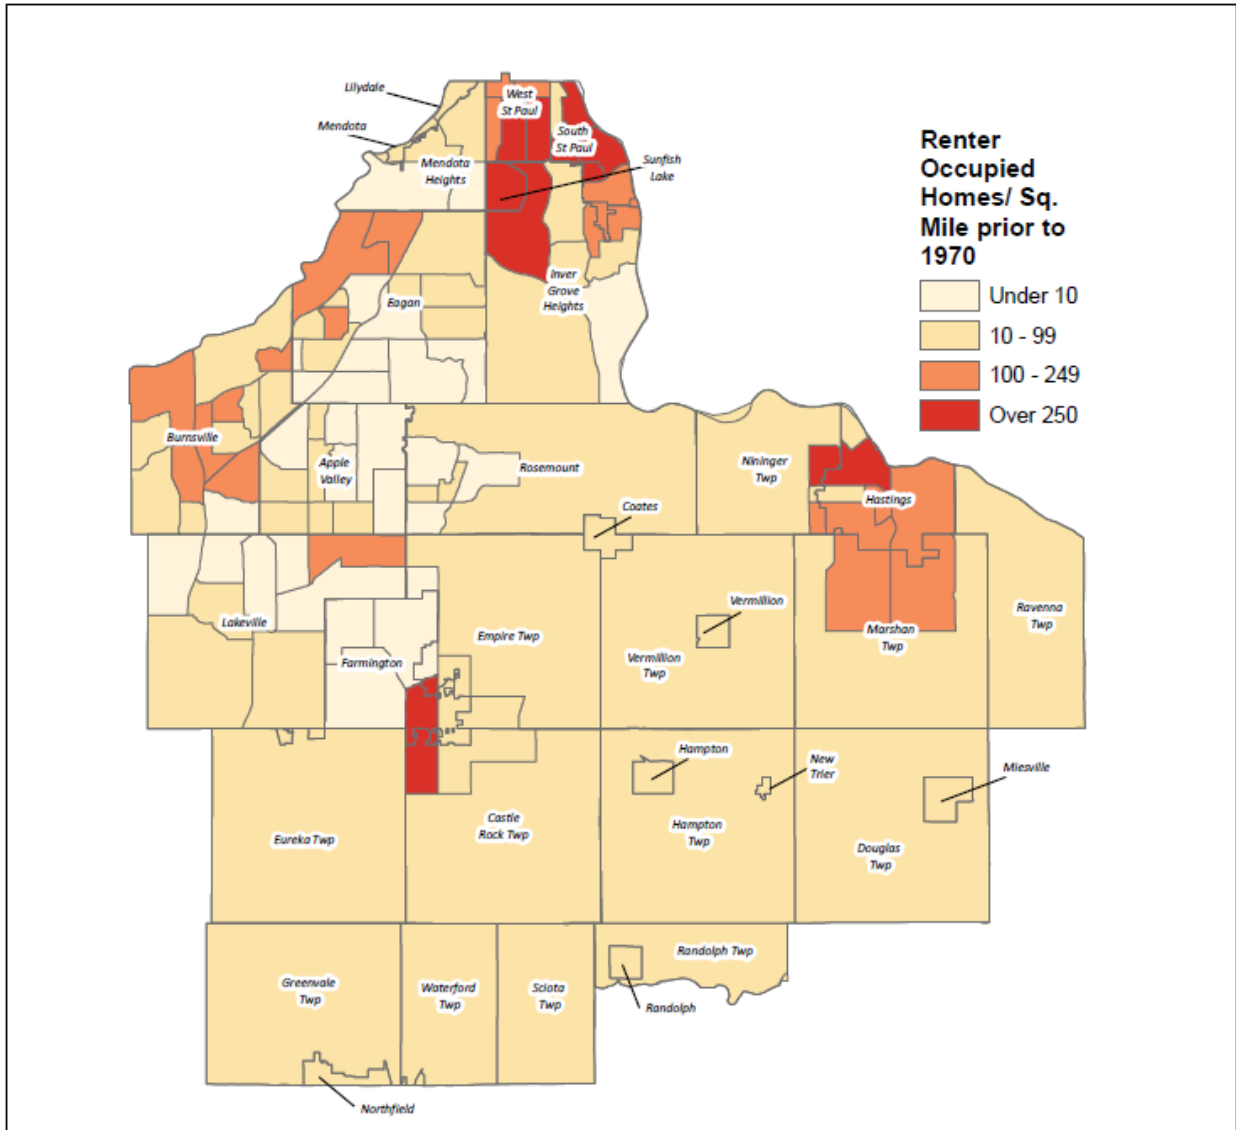 Lilydale
West
St Paul
Mendota
South
St Paul
Mendota
Heights
Sunfish
Lake
Renter
Occupied
Homes/ Sq.
Mile prior to
1970
Under 10
10 - 99
100 - 249
Over 250
Eagan
Inver
Grove
Heights
Burnsville
Apple
Valley
Rosemount
Nininger
Twp
Coates
Hastings
Lakeville
Farmington
Empire Twp
Vermillion
Vermillion
Twp
Marshan
Twp
Ravenna
Twp
Hampton
New
Trier
Miesville
Eureka Twp
Castle
Rock Twp
Hampton
Twp
Douglas
Twp
Greenvale
Twp
Waterford
Twp
Sciota
Twp
Randolph Twp
Randolph
Northfield